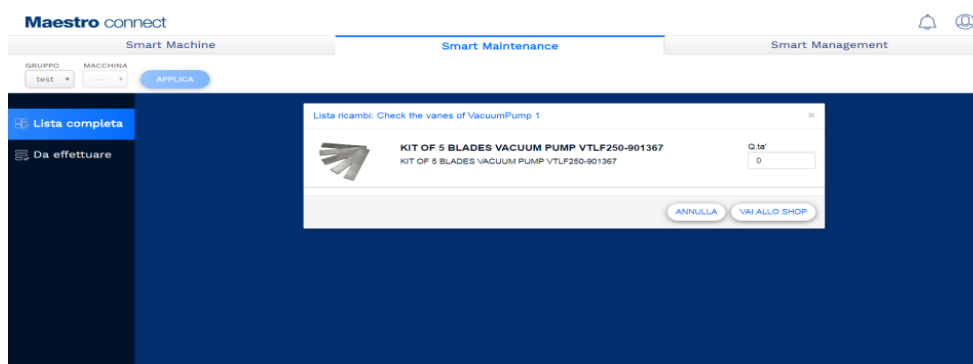 Maestro connect
Smart Machine
Smart Maintenance
Smart Management
GRUPPO
MACCHINA
test
---
APPLICA
Lista completa
Da effettuare
Lista ricambi: Check the vanes of VacuumPump 1
×
KIT OF 5 BLADES VACUUM PUMP VTLF250-901367
KIT OF 5 BLADES VACUUM PUMP VTLF250-901367
Q.ta'
0
ANNULLA
VAI ALLO SHOP